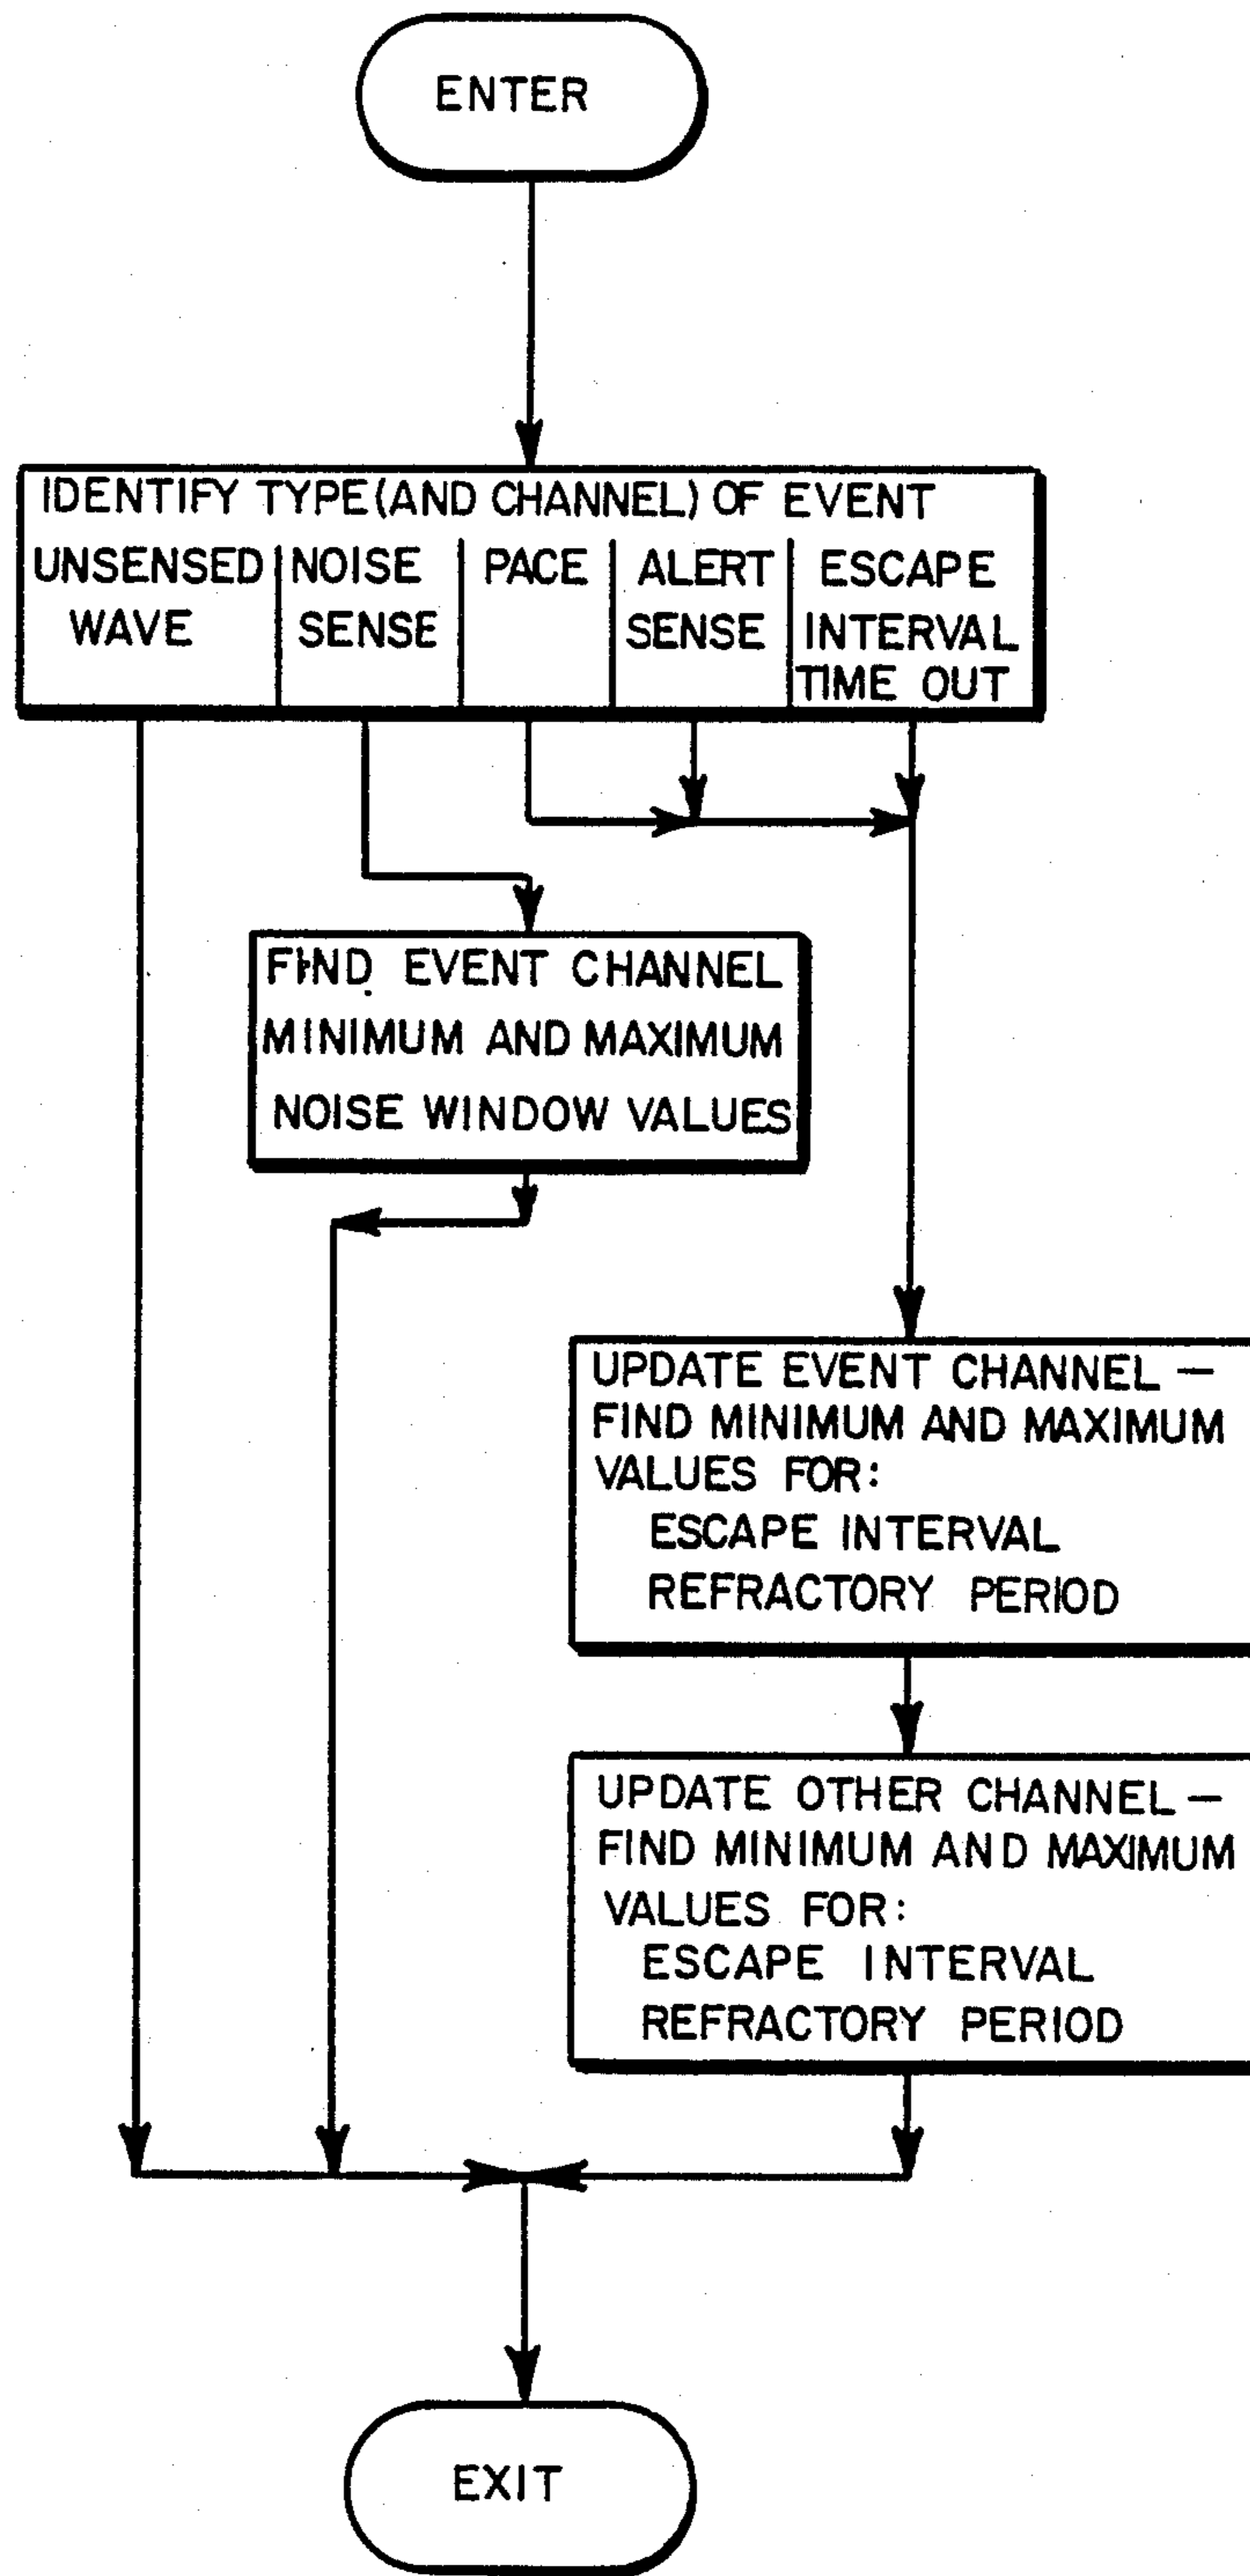 ENTER
IDENTIFY TYPE (AND CHANNEL) OF EVENT
UNSENSED
WAVE
NOISE
SENSE
PACE
ALERT
SENSE
ESCAPE
INTERVAL
TIME OUT
FIND EVENT CHANNEL
MINIMUM AND MAXIMUM
NOISE WINDOW VALUES
UPDATE EVENT CHANNEL —
FIND MINIMUM AND MAXIMUM
VALUES FOR:
ESCAPE INTERVAL
REFRACTORY PERIOD
UPDATE OTHER CHANNEL —
FIND MINIMUM AND MAXIMUM
VALUES FOR:
ESCAPE INTERVAL
REFRACTORY PERIOD
EXIT